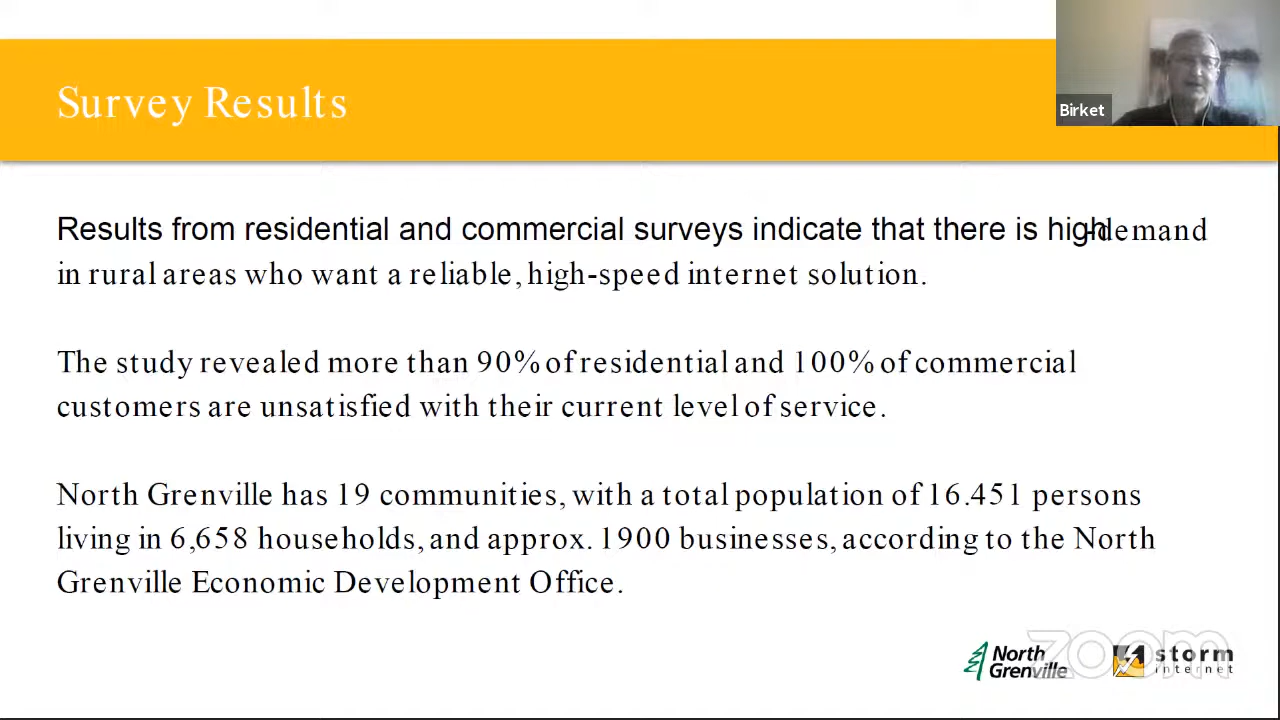 Survey Results
Birket
Results from residential and commercial surveys indicate that there is high-demand
in rural areas who want a reliable, high-speed internet solution.
The study revealed more than 90% of residential and 100% of commercial
customers are unsatisfied with their current level of service.
North Grenville has 19 communities, with a total population of 16.451 persons
living in 6,658 households, and approx. 1900 businesses, according to the North
Grenville Economic Development Office.
North
Grenville
zoom
storm
internet